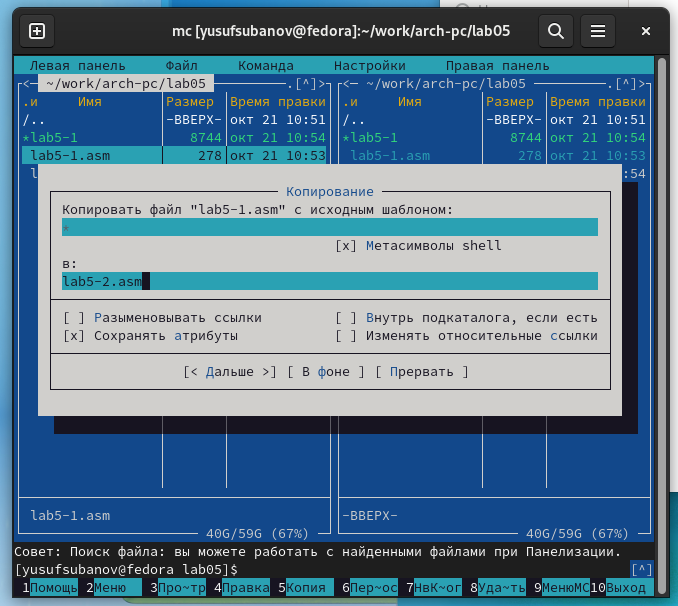 mc [yusufsubanov@fedora]:~/work/arch-pc/lab05
Левая панель Файл Команда Настройки Правая панель
<— ~/work/arch-pc/lab05 .[^]> <— ~/work/arch-pc/lab05 .[^]>
.и Имя Размер Время правки .и Имя Размер Время правки
/.. -ВВЕРХ- окт 21 10:51 /.. -ВВЕРХ- окт 21 10:51
*lab5-1 8744 окт 21 10:54 *lab5-1 8744 окт 21 10:54
lab5-1.asm 278 окт 21 10:53 lab5-1.asm 278 окт 21 10:53
:54
Копирование
Копировать файл "lab5-1.asm" с исходным шаблоном:
*
[x] Метасимволы shell
в:
lab5-2.asm
[ ] Разыменовывать ссылки [ ] Внутрь подкаталога, если есть
[x] Сохранять атрибуты [ ] Изменять относительные ссылки
[< Дальше >] [ В фоне ] [ Прервать ]
lab5-1.asm -ВВЕРХ-
40G/59G (67%) 40G/59G (67%)
Совет: Поиск файла: вы можете работать с найденными файлами при Панелизации.
[yusufsubanov@fedora lab05]$ [^]
1Помощь 2Меню 3Про~тр 4Правка 5Копия 6Пер~ос 7НвК~ог 8Уда~ть 9МенюMC 10Выход